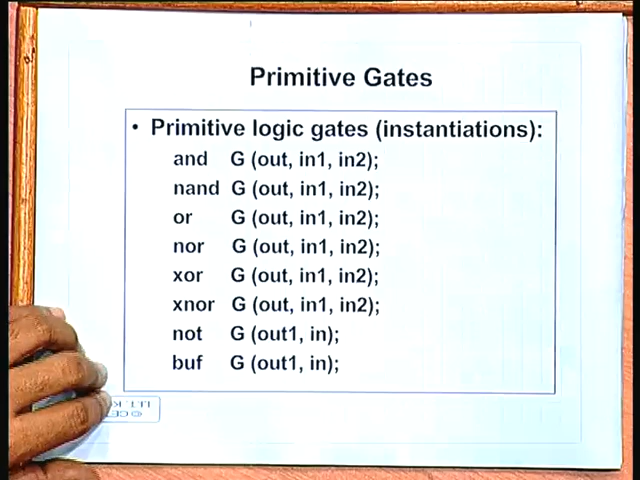 Primitive Gates
• Primitive logic gates (instantiations):
and G (out, in1, in2);
nand G (out, in1, in2);
or G (out, in1, in2);
nor G (out, in1, in2);
xor G (out, in1, in2);
xnor G (out, in1, in2);
not G (out1, in);
buf G (out1, in);